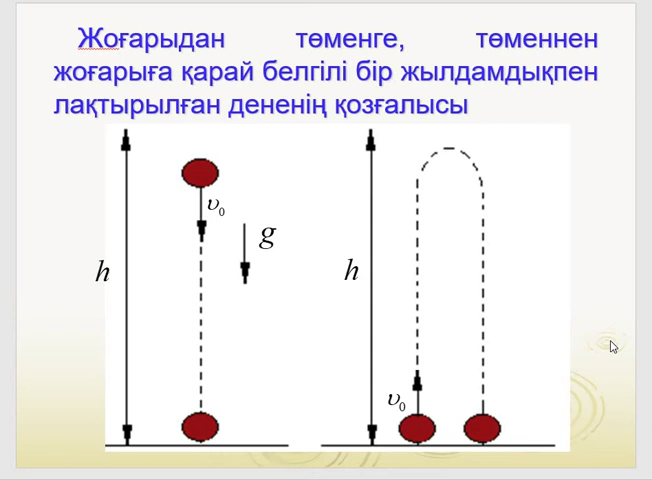 Жоғарыдан төменге, төменнен
жоғарыға қарай белгілі бір жылдамдықпен
лақтырылған дененің қозғалысы
υ₀
g
h
h
υ₀